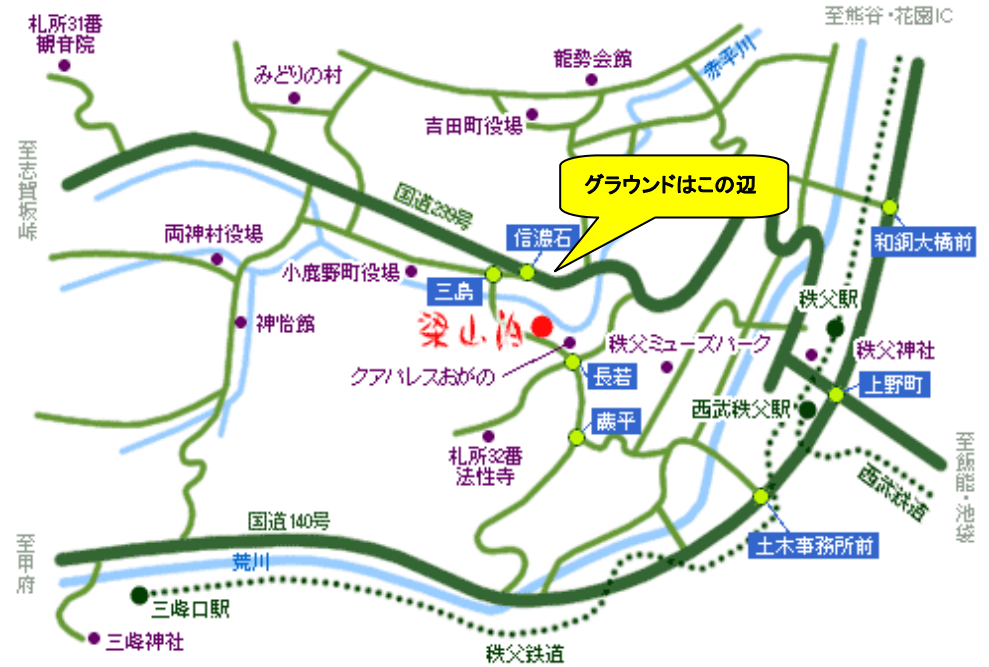 至熊谷・花園IC
札所31番
観音院
みどりの村
能勢会館
赤平川
吉田町役場
至志賀坂峠
グラウンドはこの辺
国道299号
両神村役場
信濃石
和銅大橋前
小鹿野町役場
三島
秩父駅
神怡館
梁山泊
秩父ミューズパーク
秩父神社
クアパレスおがの
長若
上野町
西武秩父駅
蕨平
札所32番
法性寺
至飯能・池袋
西武鉄道
国道140号
土木事務所前
至甲府
荒川
三峰口駅
三峰神社
秩父鉄道